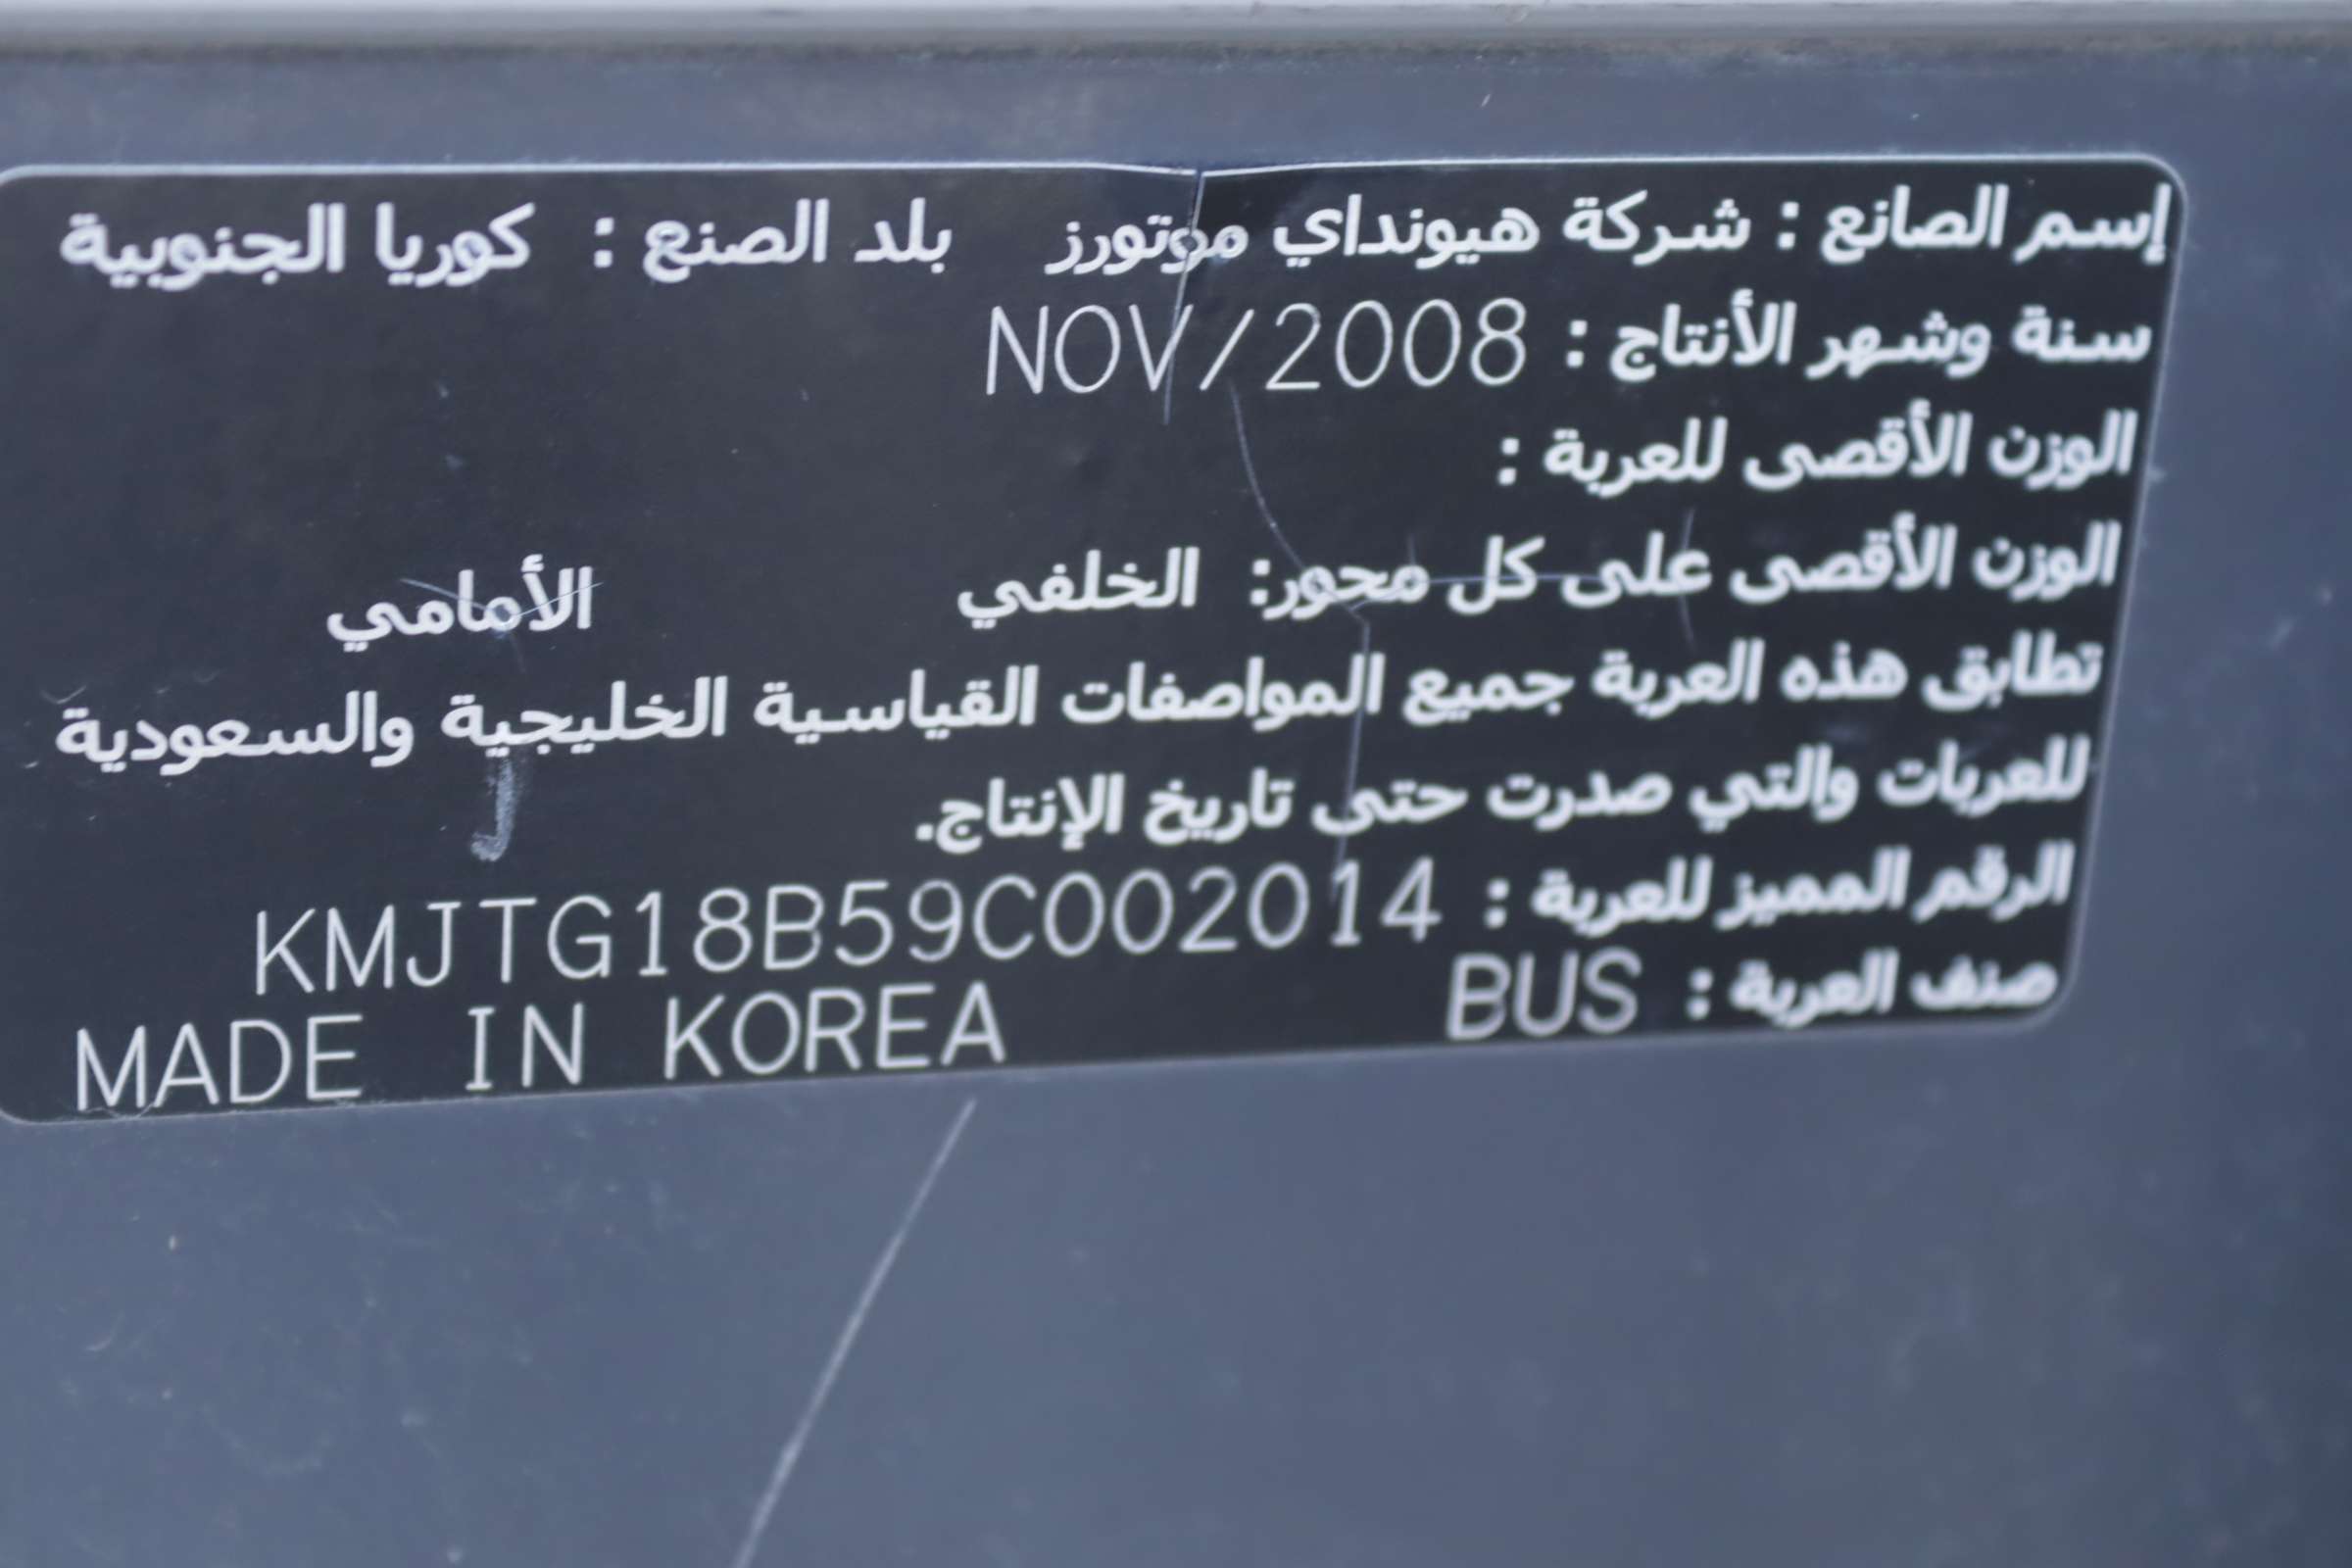 إسم الصانع : شركة هيونداي موتورز بلد الصنع : كوريا الجنوبية
سنة وشهر الأنتاج : NOV/2008
الوزن الأقصى للعربة :
الوزن الأقصى على كل محور: الخلفي الأمامي
تطابق هذه العربة جميع المواصفات القياسية الخليجية والسعودية
للعربات والتي صدرت حتى تاريخ الإنتاج.
الرقم المميز للعربة : KMJTG18B59C002014
صنف العربة : BUS MADE IN KOREA